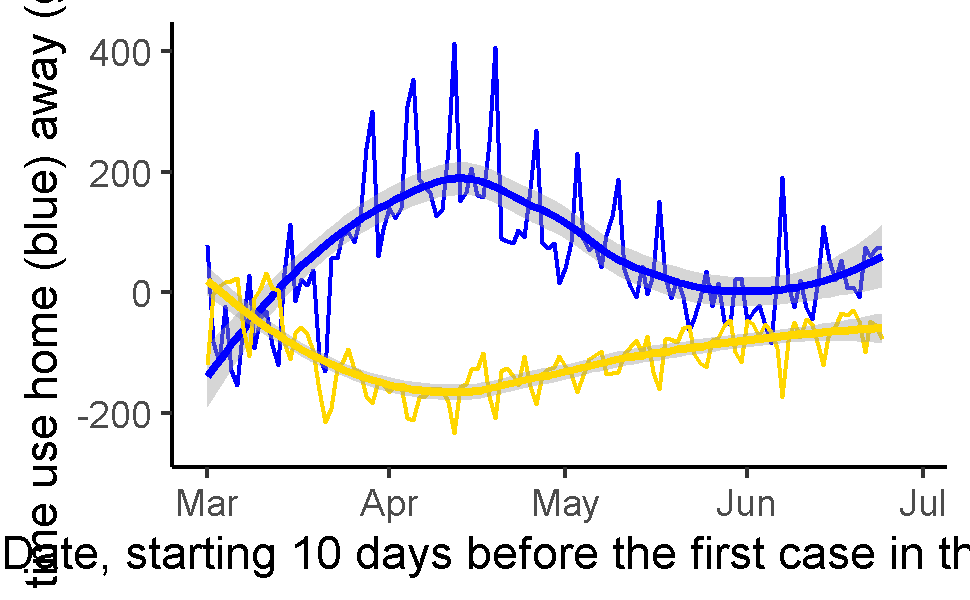 time use home (blue) away (
400
200
0
-200
Mar Apr May Jun Jul
Date, starting 10 days before the first case in th